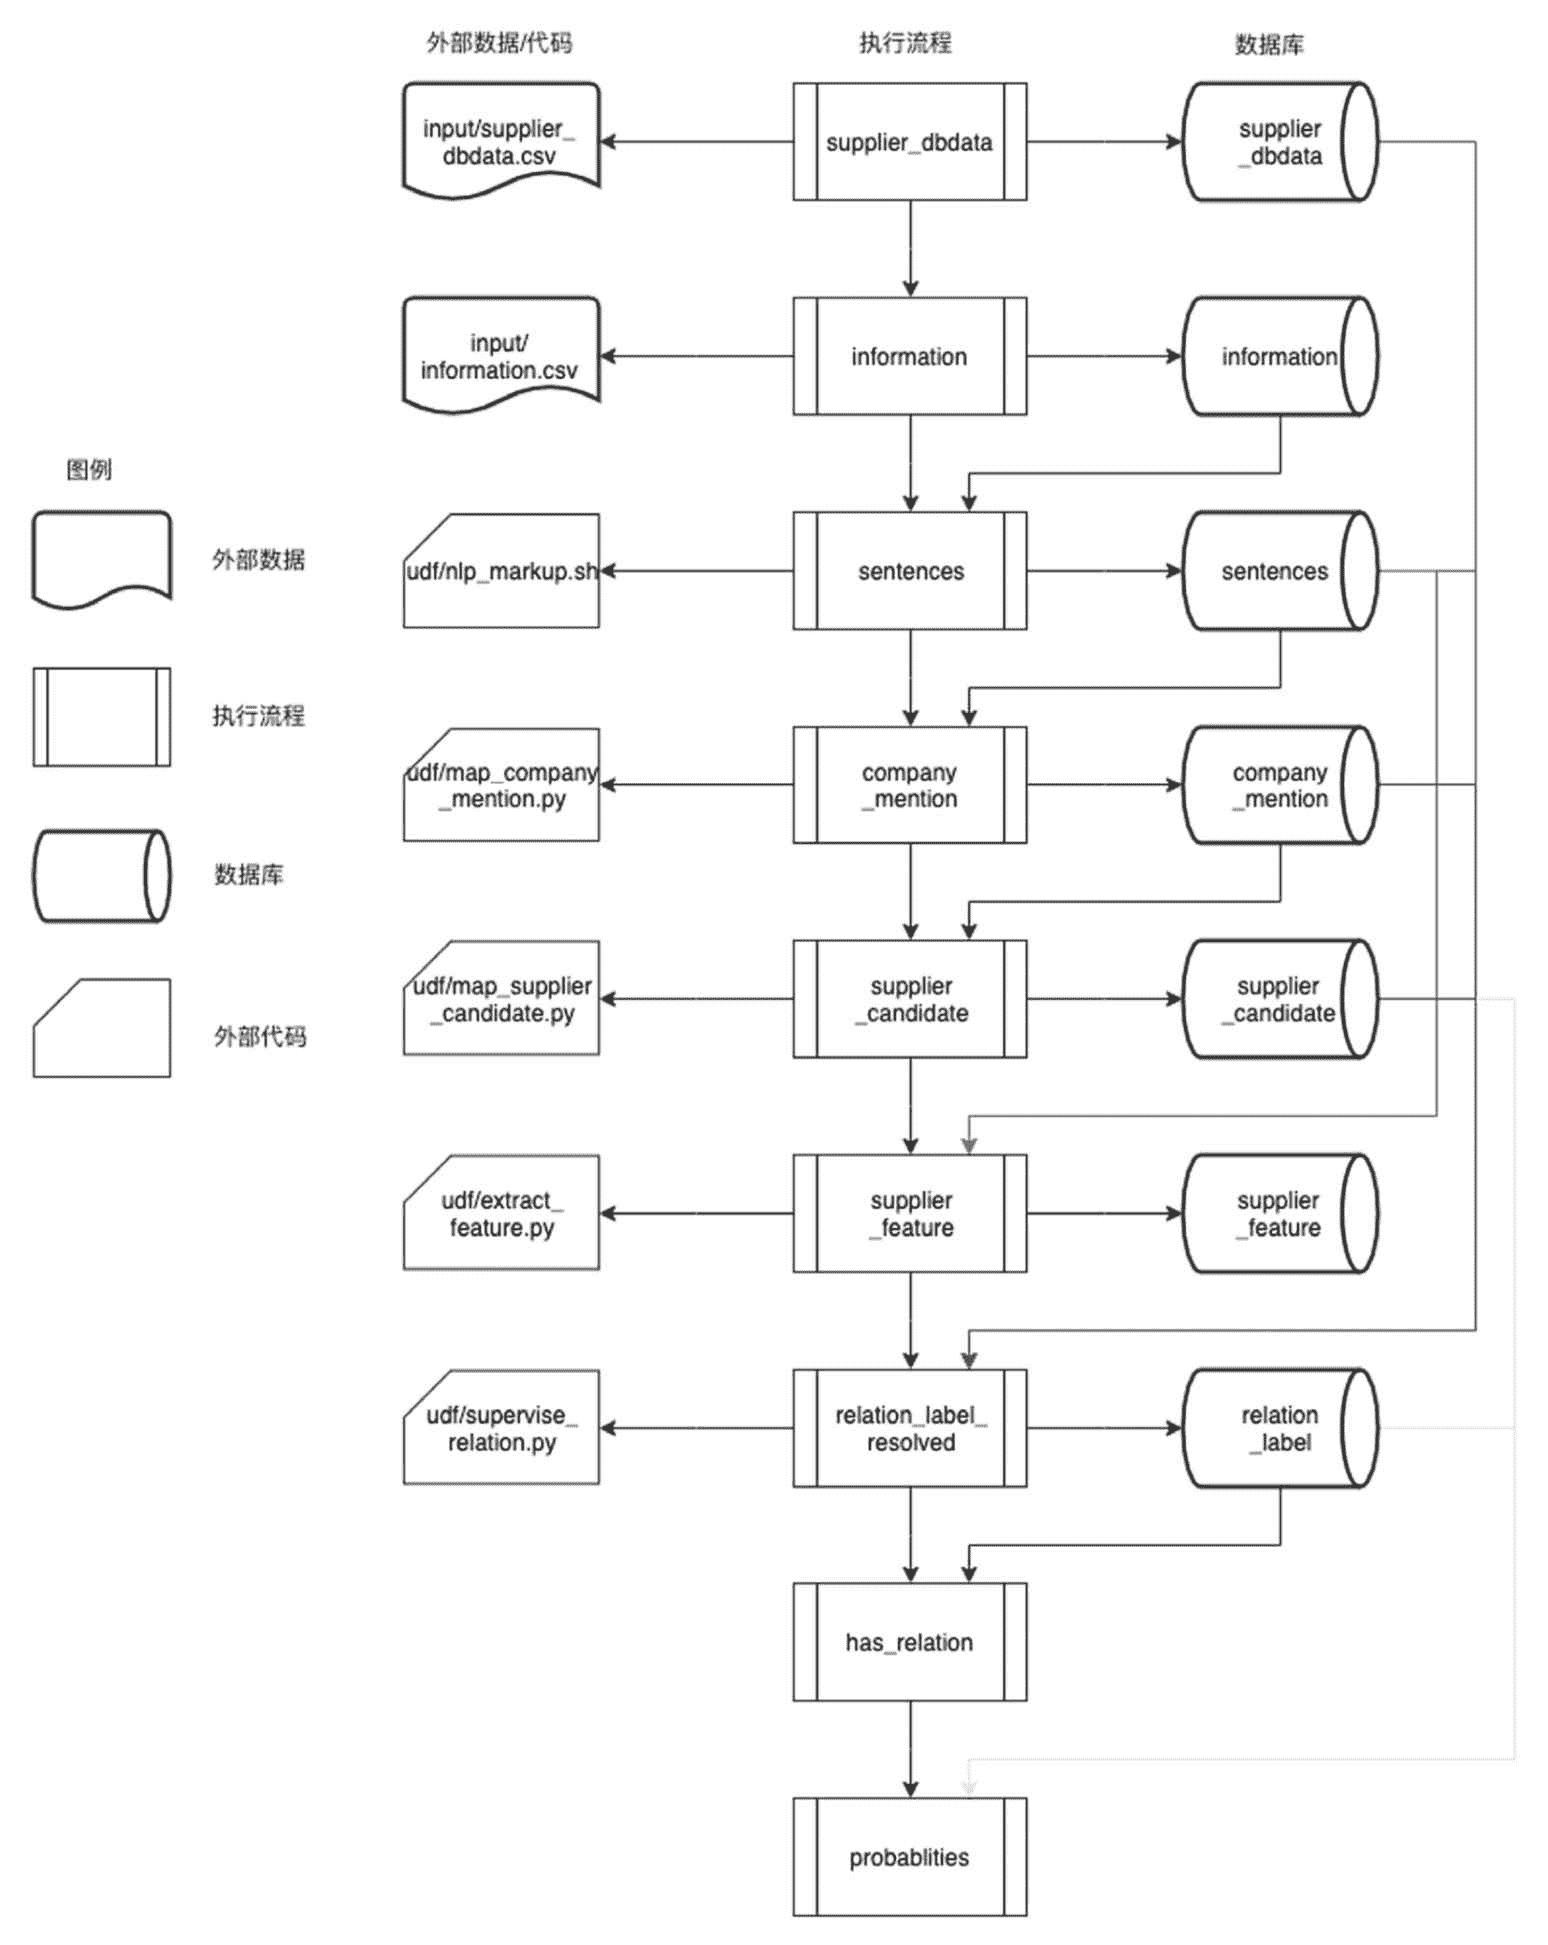 外部数据/代码
执行流程
数据库
input/supplier_
dbdata.csv
supplier_dbdata
supplier
_dbdata
input/
information.csv
information
information
图例
外部数据
执行流程
数据库
外部代码
udf/nlp_markup.sh
sentences
sentences
udf/map_company
_mention.py
company
_mention
company
_mention
udf/map_supplier
_candidate.py
supplier
_candidate
supplier
_candidate
udf/extract_
feature.py
supplier
_feature
supplier
_feature
udf/supervise_
relation.py
relation_label_
resolved
relation
_label
has_relation
probablities